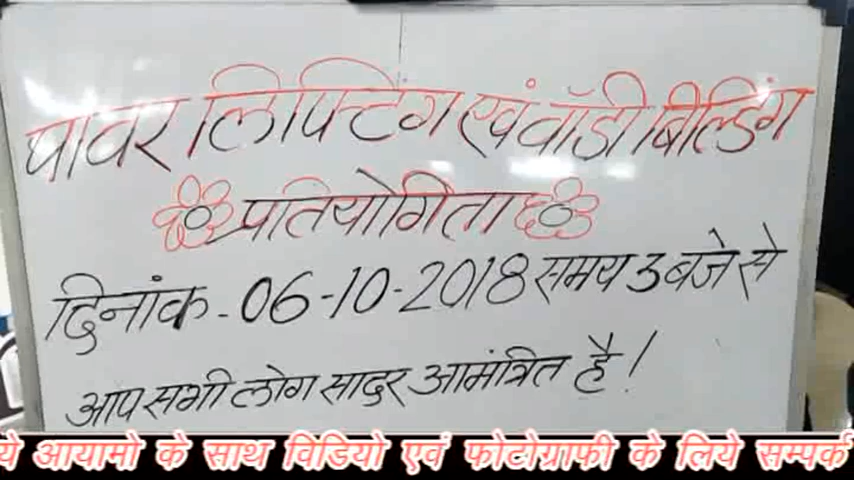 पावर लिफ्टिंग एवं वॉडी बिल्डिंग
प्रतियोगिता
दिनांक - 06-10-2018 समय 3 बजे से
आप सभी लोग सादर आमंत्रित है !
ये आयामो के साथ विडियो एवं फोटोग्राफी के लिये सम्पर्क